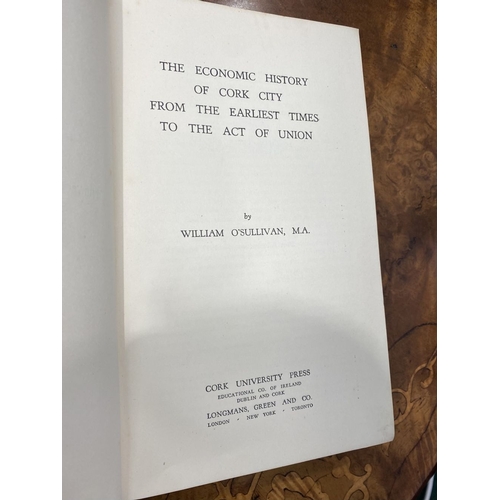 THE ECONOMIC HISTORY
OF CORK CITY
FROM THE EARLIEST TIMES
TO THE ACT OF UNION
by
WILLIAM O'SULLIVAN, M.A.
CORK UNIVERSITY PRESS
EDUCATIONAL CO. OF IRELAND
DUBLIN AND CORK
LONGMANS, GREEN AND CO.
LONDON · NEW YORK · TORONTO